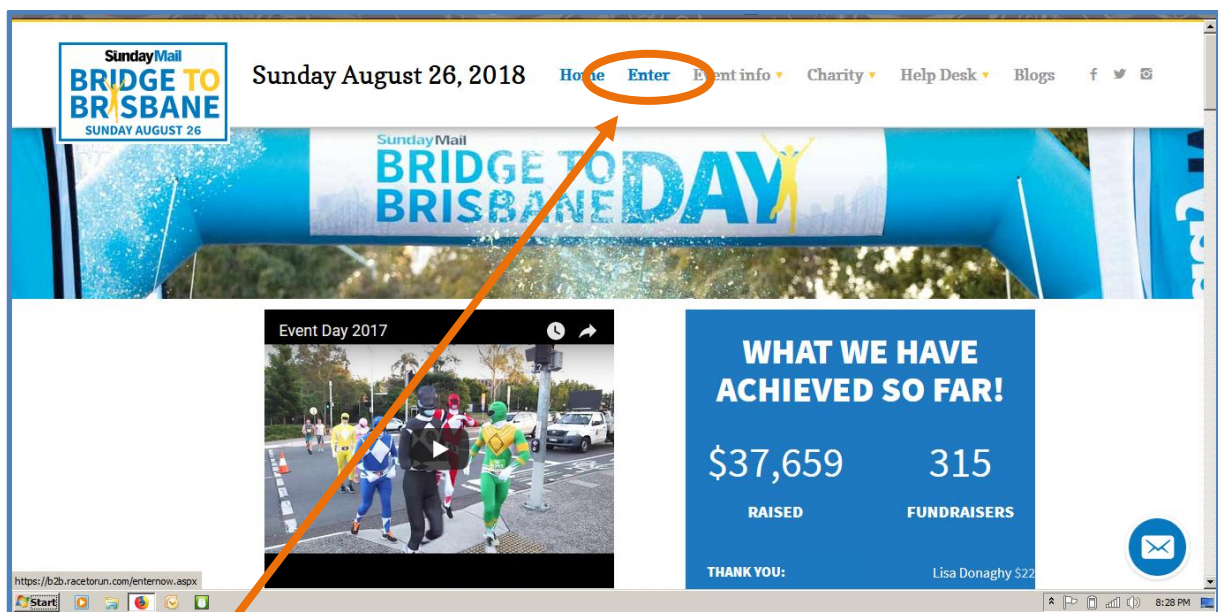 Sunday Mail
BRIDGE TO
BRISBANE
SUNDAY AUGUST 26
Sunday August 26, 2018
Home Enter Event info Charity Help Desk Blogs
Sunday Mail
BRIDGE TO
BRISBANE DAY
Event Day 2017
WHAT WE HAVE
ACHIEVED SO FAR!
$37,659 315
RAISED FUNDRAISERS
THANK YOU: Lisa Donaghy $22
https://b2b.racetorun.com/enternow.aspx
Start 8:28 PM